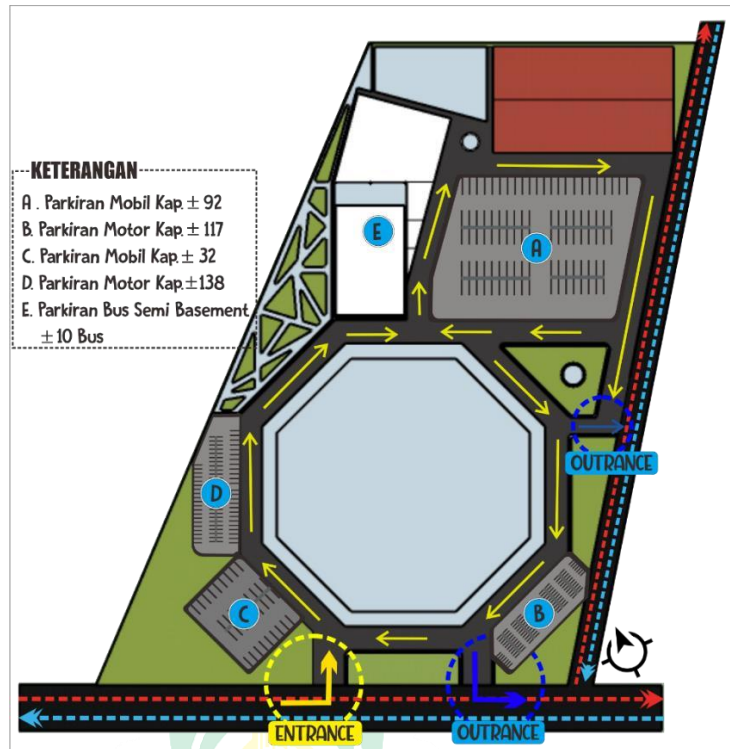 KETERANGAN
A . Parkiran Mobil Kap. ± 92
B. Parkiran Motor Kap. ± 117
C. Parkiran Mobil Kap. ± 32
D. Parkiran Motor Kap. ±138
E. Parkiran Bus Semi Basement
± 10 Bus
E
A
OUTRANCE
D
C
B
ENTRANCE
OUTRANCE